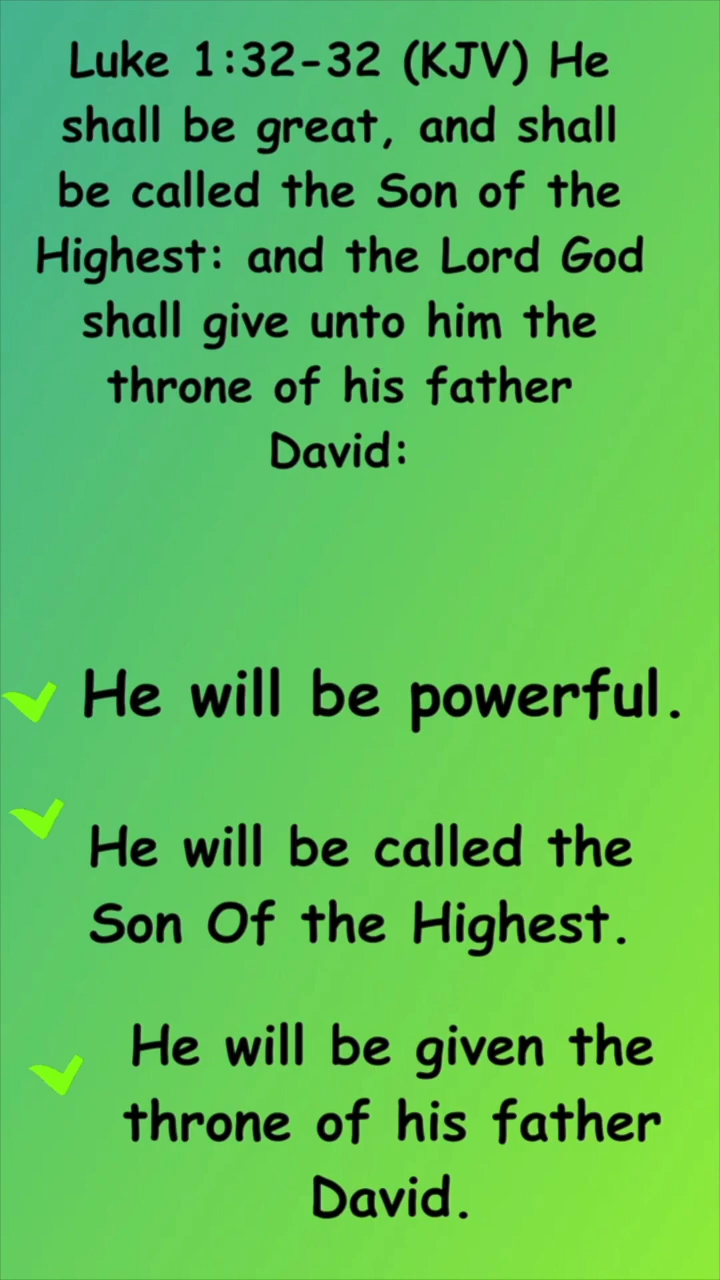 Luke 1:32-32 (KJV) He
shall be great, and shall
be called the Son of the
Highest: and the Lord God
shall give unto him the
throne of his father
David:
He will be powerful.
He will be called the
Son Of the Highest.
He will be given the
throne of his father
David.